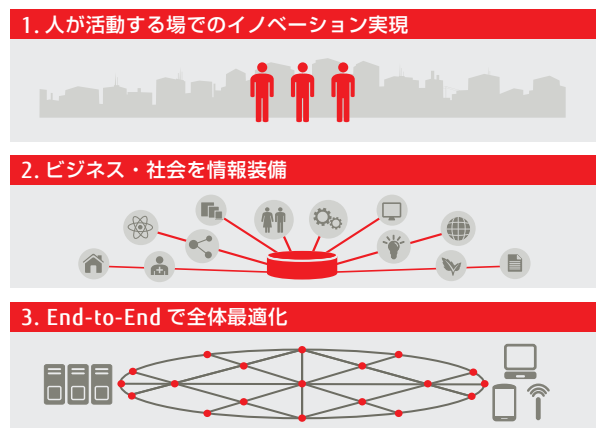 1. 人が活動する場でのイノベーション実現
2. ビジネス・社会を情報装備
3. End-to-End で全体最適化